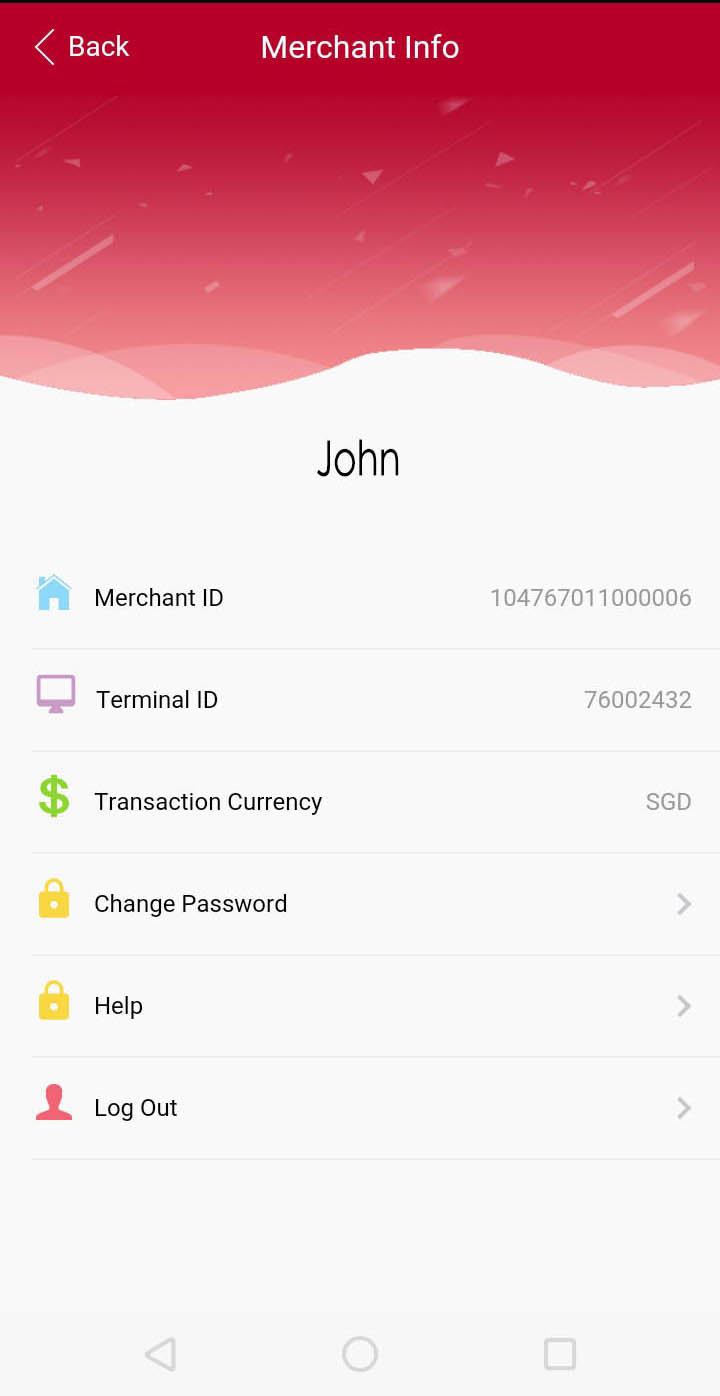 Back
Merchant Info
John
Merchant ID 104767011000006
Terminal ID 76002432
Transaction Currency SGD
Change Password
Help
Log Out